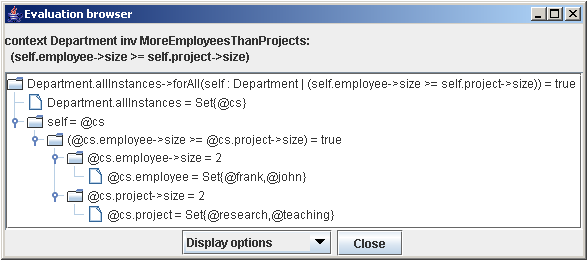 Evaluation browser
context Department inv MoreEmployeesThanProjects:
(self.employee->size >= self.project->size)
Department.allInstances->forAll(self : Department | (self.employee->size >= self.project->size)) = true
Department.allInstances = Set{@cs}
self = @cs
(@cs.employee->size >= @cs.project->size) = true
@cs.employee->size = 2
@cs.employee = Set{@frank,@john}
@cs.project->size = 2
@cs.project = Set{@research,@teaching}
Display options
Close